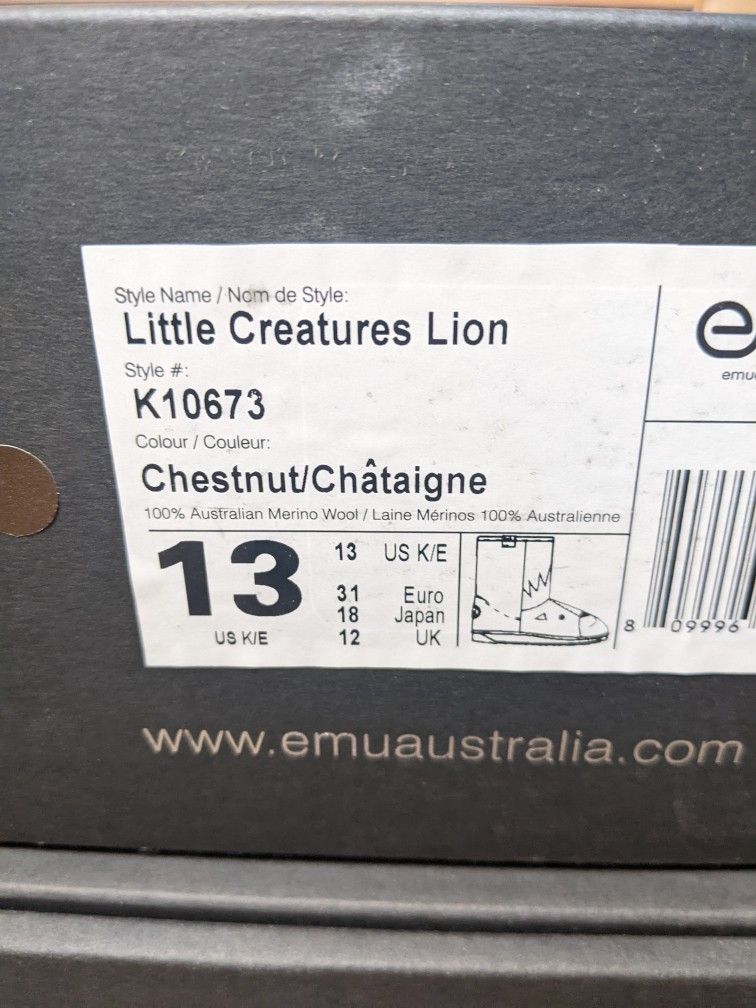 Style Name / Nom de Style:
Little Creatures Lion
Style #:
K10673
Colour / Couleur:
Chestnut/Châtaigne
100% Australian Merino Wool / Laine Mérinos 100% Australienne
13
US K/E
13 US K/E
31 Euro
18 Japan
12 UK
e
emu
8 09996
www.emuaustralia.com